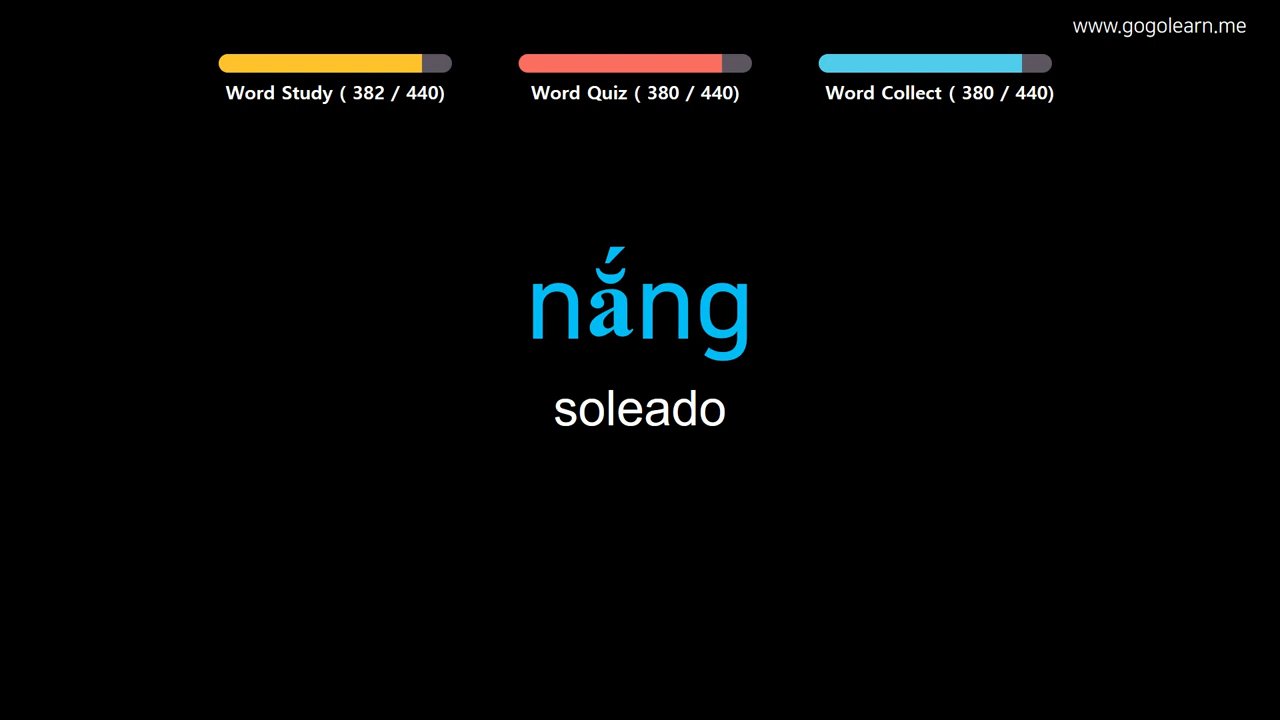 www.gogolearn.me
Word Study ( 382 / 440)
Word Quiz ( 380 / 440)
Word Collect ( 380 / 440)
nắng
soleado